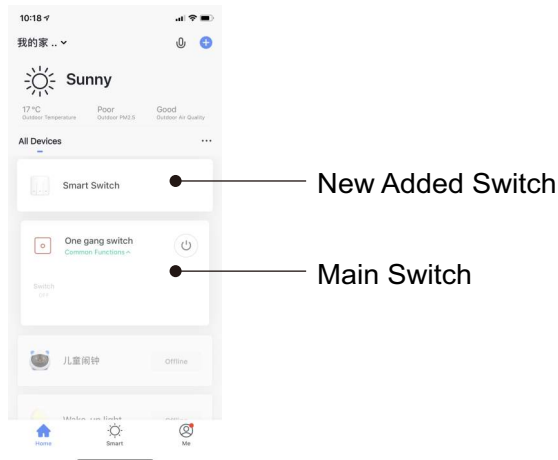 10:18
我的家 ..
Sunny
17 °C
Outdoor Temperature
Poor
Outdoor PM2.5
Good
Outdoor Air Quality
All Devices
...
Smart Switch
New Added Switch
One gang switch
Common Functions
Main Switch
Switch
OFF
儿童闹钟
Offline
Wake-up light
Home
Smart
Me